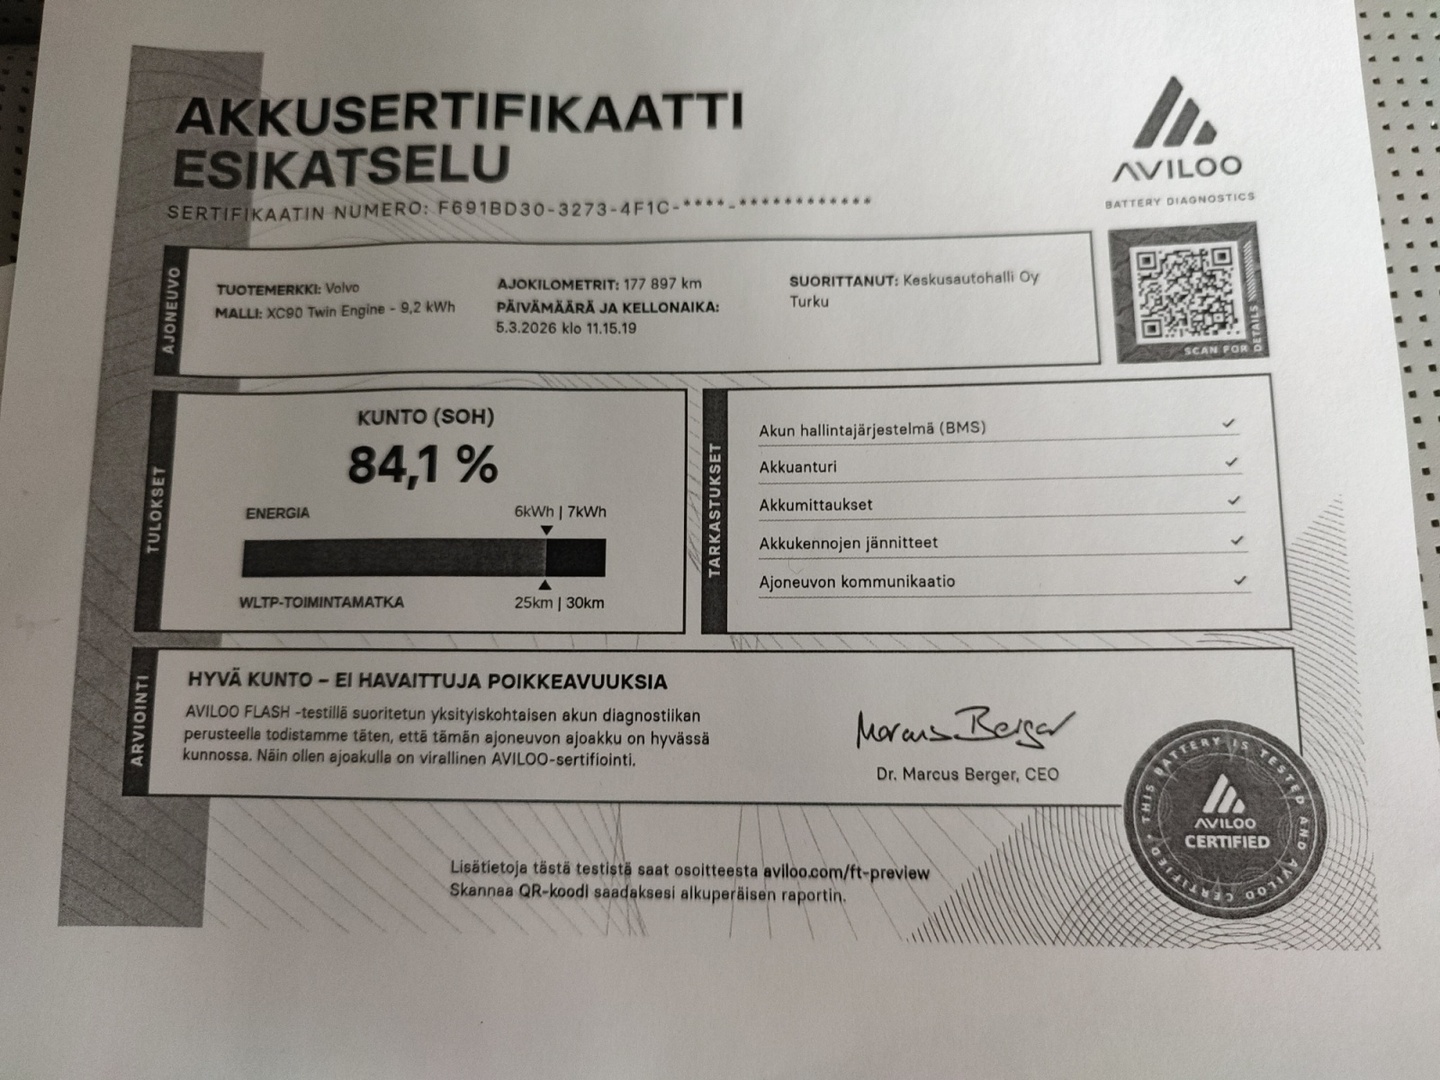 AKKUSERTIFIKAATTI
ESIKATSELU
SERTIFIKAATIN NUMERO: F691BD30-3273-4F1C-****-************
AVILOO
BATTERY DIAGNOSTICS
AJONEUVO
TUOTEMERKKI: Volvo
MALLI: XC90 Twin Engine - 9,2 kWh
AJOKILOMETRIT: 177 897 km
PÄIVÄMÄÄRÄ JA KELLONAIKA:
5.3.2026 klo 11.15.19
SUORITTANUT: Keskusautohalli Oy
Turku
SCAN FOR
DETAILS
TULOKSET
KUNTO (SOH)
84,1 %
ENERGIA 6kWh | 7kWh
WLTP-TOIMINTAMATKA 25km | 30km
TARKASTUKSET
Akun hallintajärjestelmä (BMS)
Akkuanturi
Akkumittaukset
Akkukennojen jännitteet
Ajoneuvon kommunikaatio
ARVIOINTI
HYVÄ KUNTO – EI HAVAITTUJA POIKKEAVUUKSIA
AVILOO FLASH -testillä suoritetun yksityiskohtaisen akun diagnostiikan
perusteella todistamme täten, että tämän ajoneuvon ajoakku on hyvässä
kunnossa. Näin ollen ajoakulla on virallinen AVILOO-sertifiointi.
Marcus Berger
Dr. Marcus Berger, CEO
THIS BATTERY IS TESTED AND AVILOO CERTIFIED
AVILOO
CERTIFIED
Lisätietoja tästä testistä saat osoitteesta aviloo.com/ft-preview
Skannaa QR-koodi saadaksesi alkuperäisen raportin.